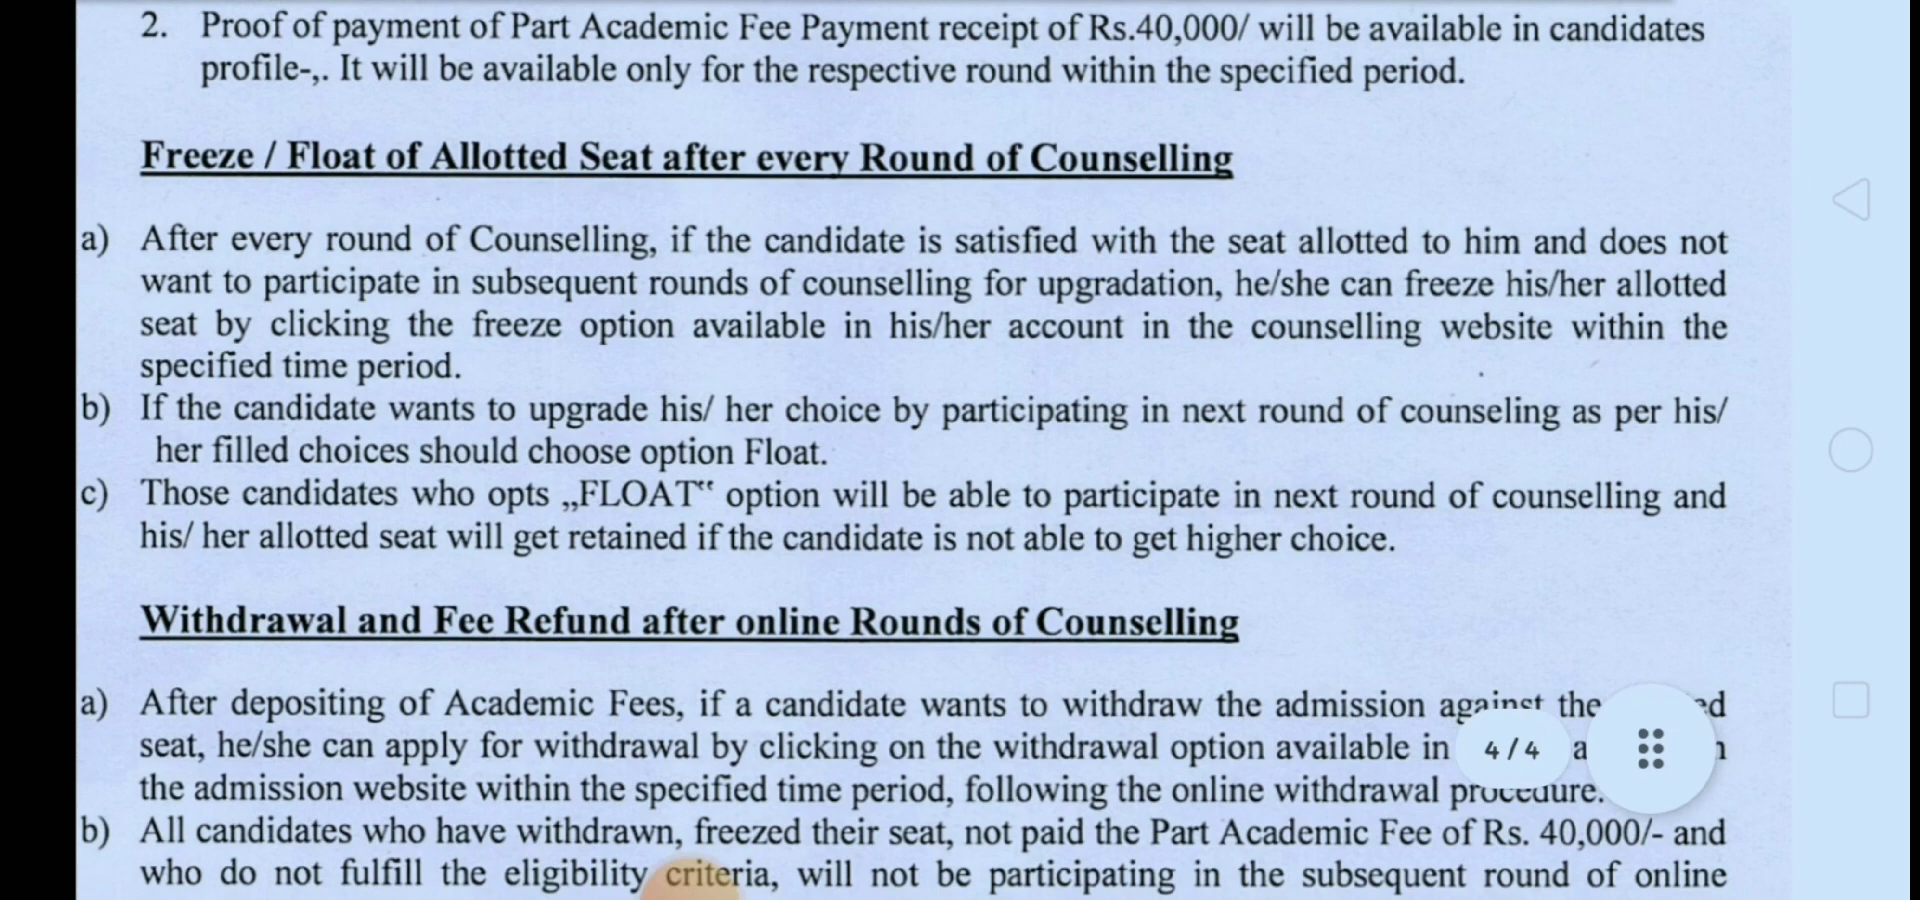 2. Proof of payment of Part Academic Fee Payment receipt of Rs.40,000/ will be available in candidates
profile-,. It will be available only for the respective round within the specified period.
Freeze / Float of Allotted Seat after every Round of Counselling
a) After every round of Counselling, if the candidate is satisfied with the seat allotted to him and does not
want to participate in subsequent rounds of counselling for upgradation, he/she can freeze his/her allotted
seat by clicking the freeze option available in his/her account in the counselling website within the
specified time period.
b) If the candidate wants to upgrade his/ her choice by participating in next round of counseling as per his/
her filled choices should choose option Float.
c) Those candidates who opts „FLOAT‟ option will be able to participate in next round of counselling and
his/ her allotted seat will get retained if the candidate is not able to get higher choice.
Withdrawal and Fee Refund after online Rounds of Counselling
a) After depositing of Academic Fees, if a candidate wants to withdraw the admission against the
seat, he/she can apply for withdrawal by clicking on the withdrawal option available in
4 / 4
the admission website within the specified time period, following the online withdrawal procedure.
b) All candidates who have withdrawn, freezed their seat, not paid the Part Academic Fee of Rs. 40,000/- and
who do not fulfill the eligibility criteria, will not be participating in the subsequent round of online